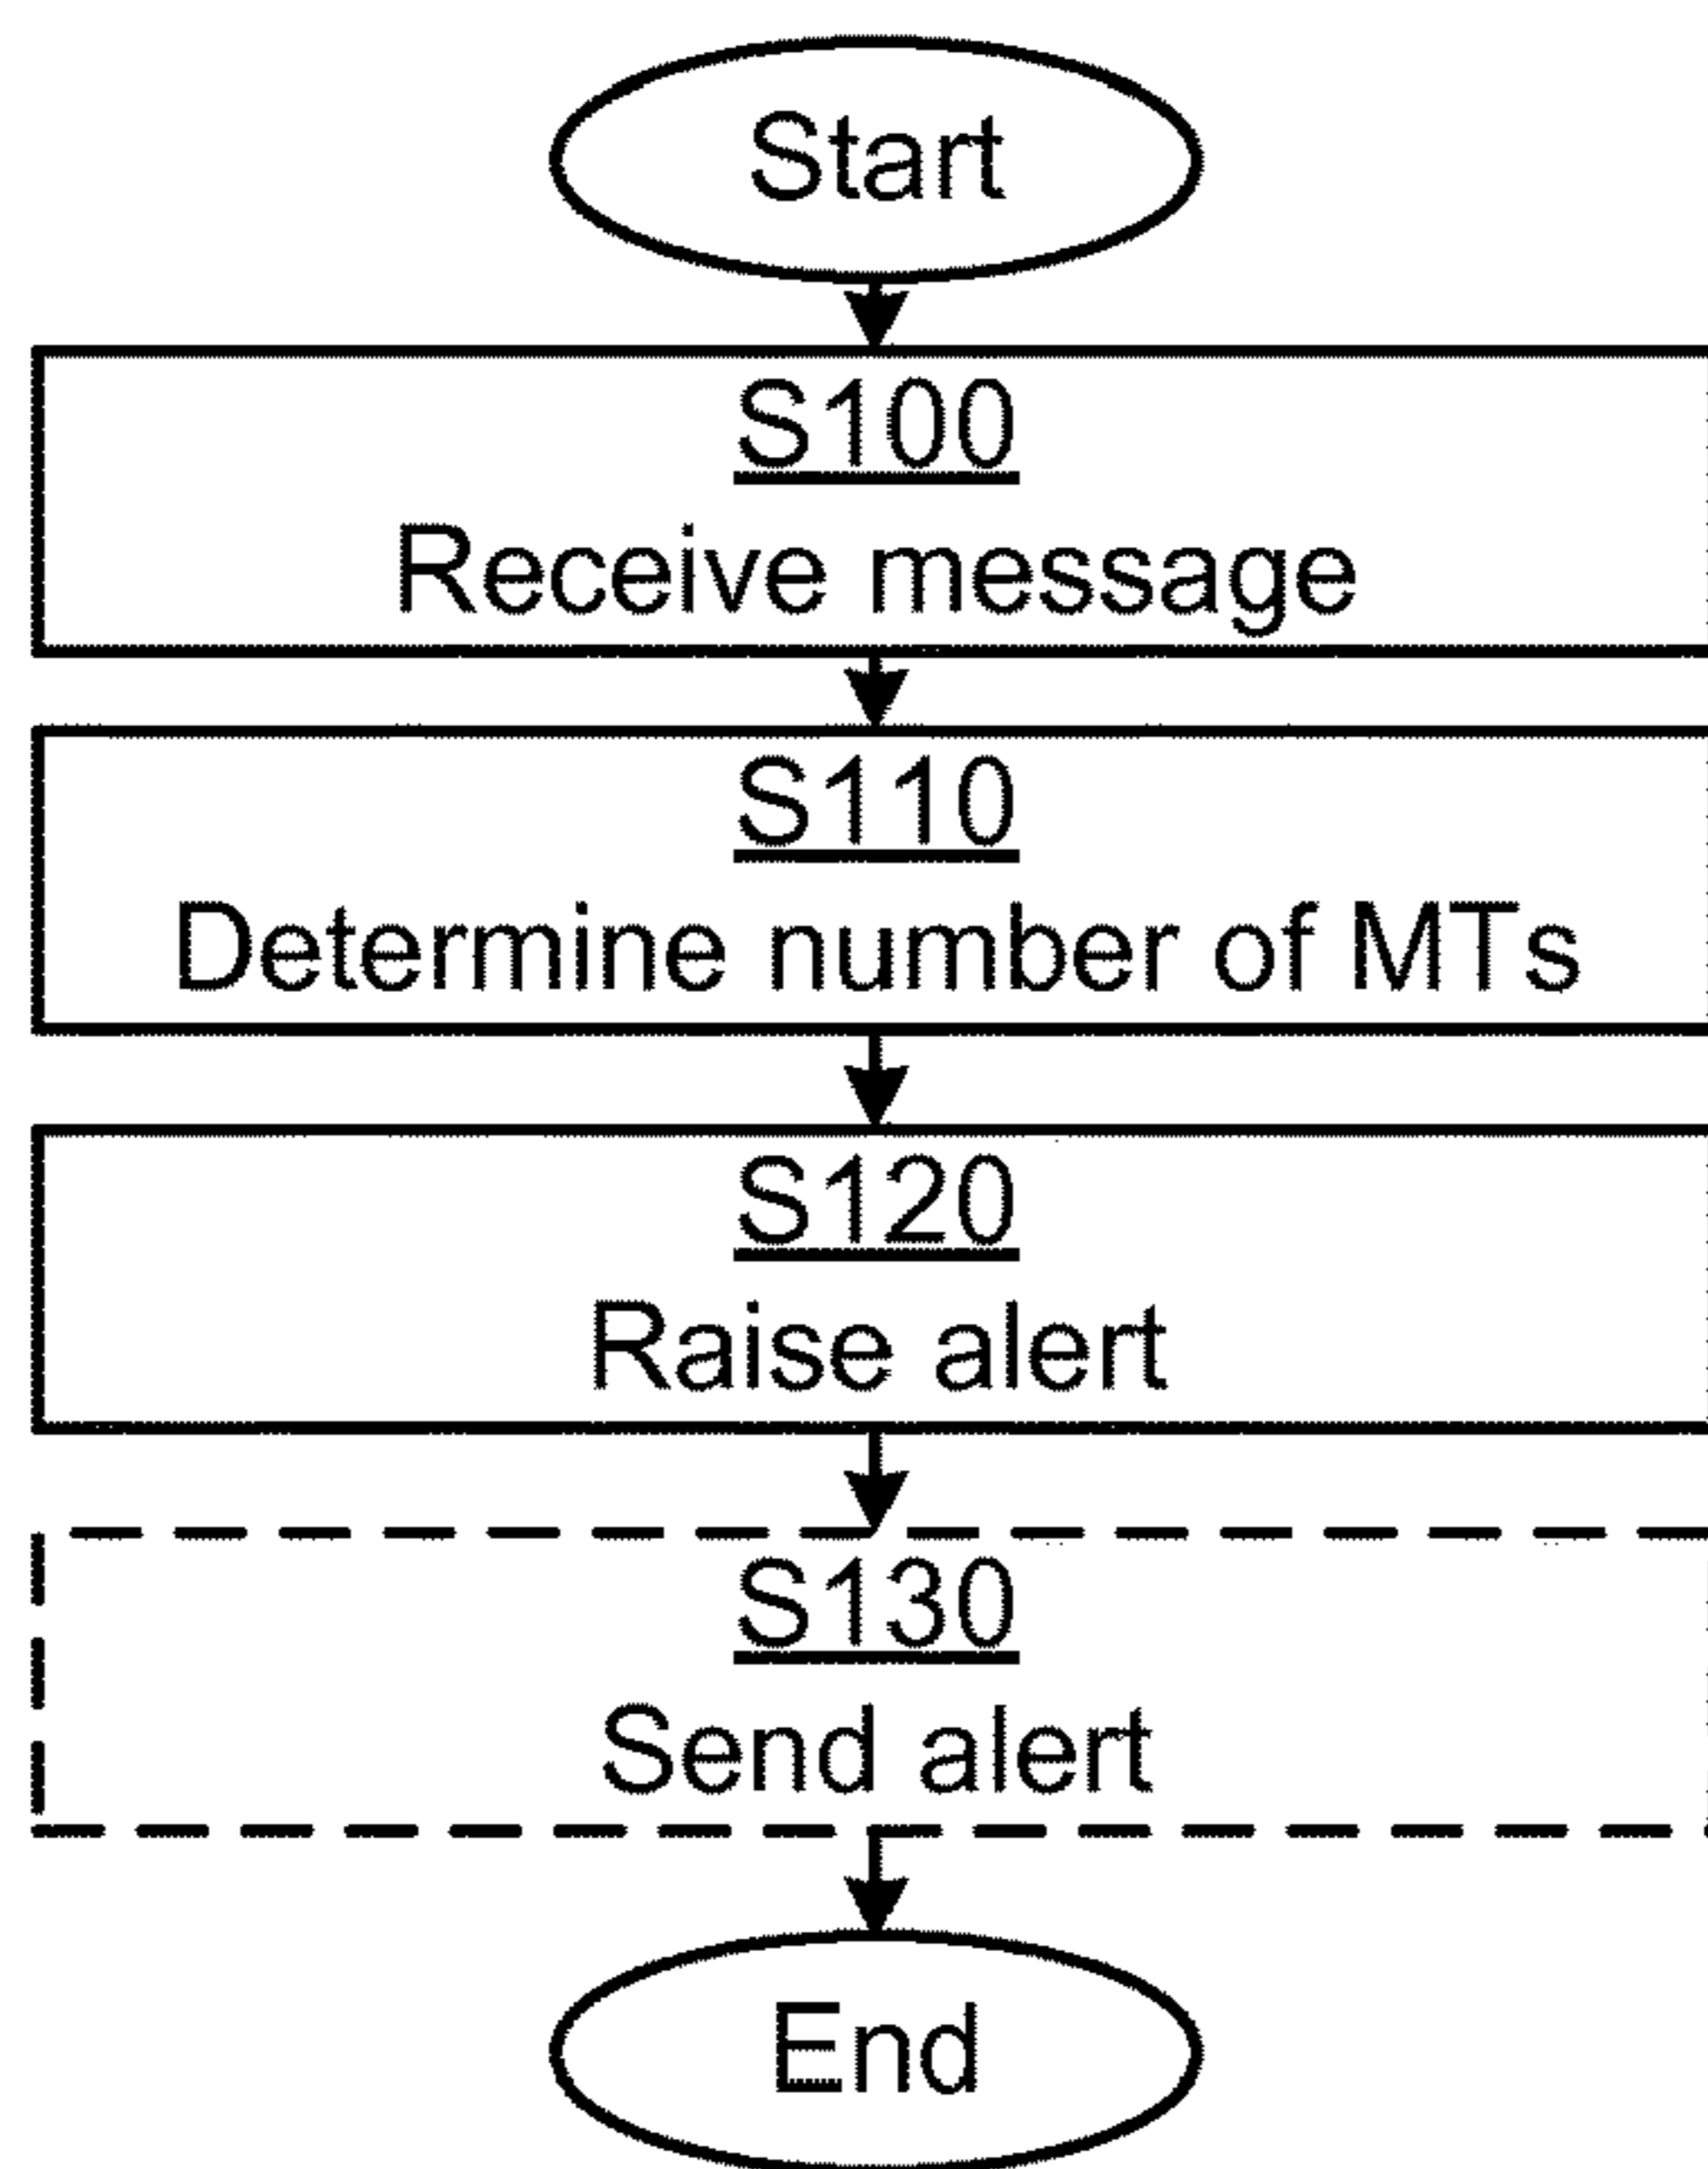 Start
S100
Receive message
S110
Determine number of MTs
S120
Raise alert
S130
Send alert
End